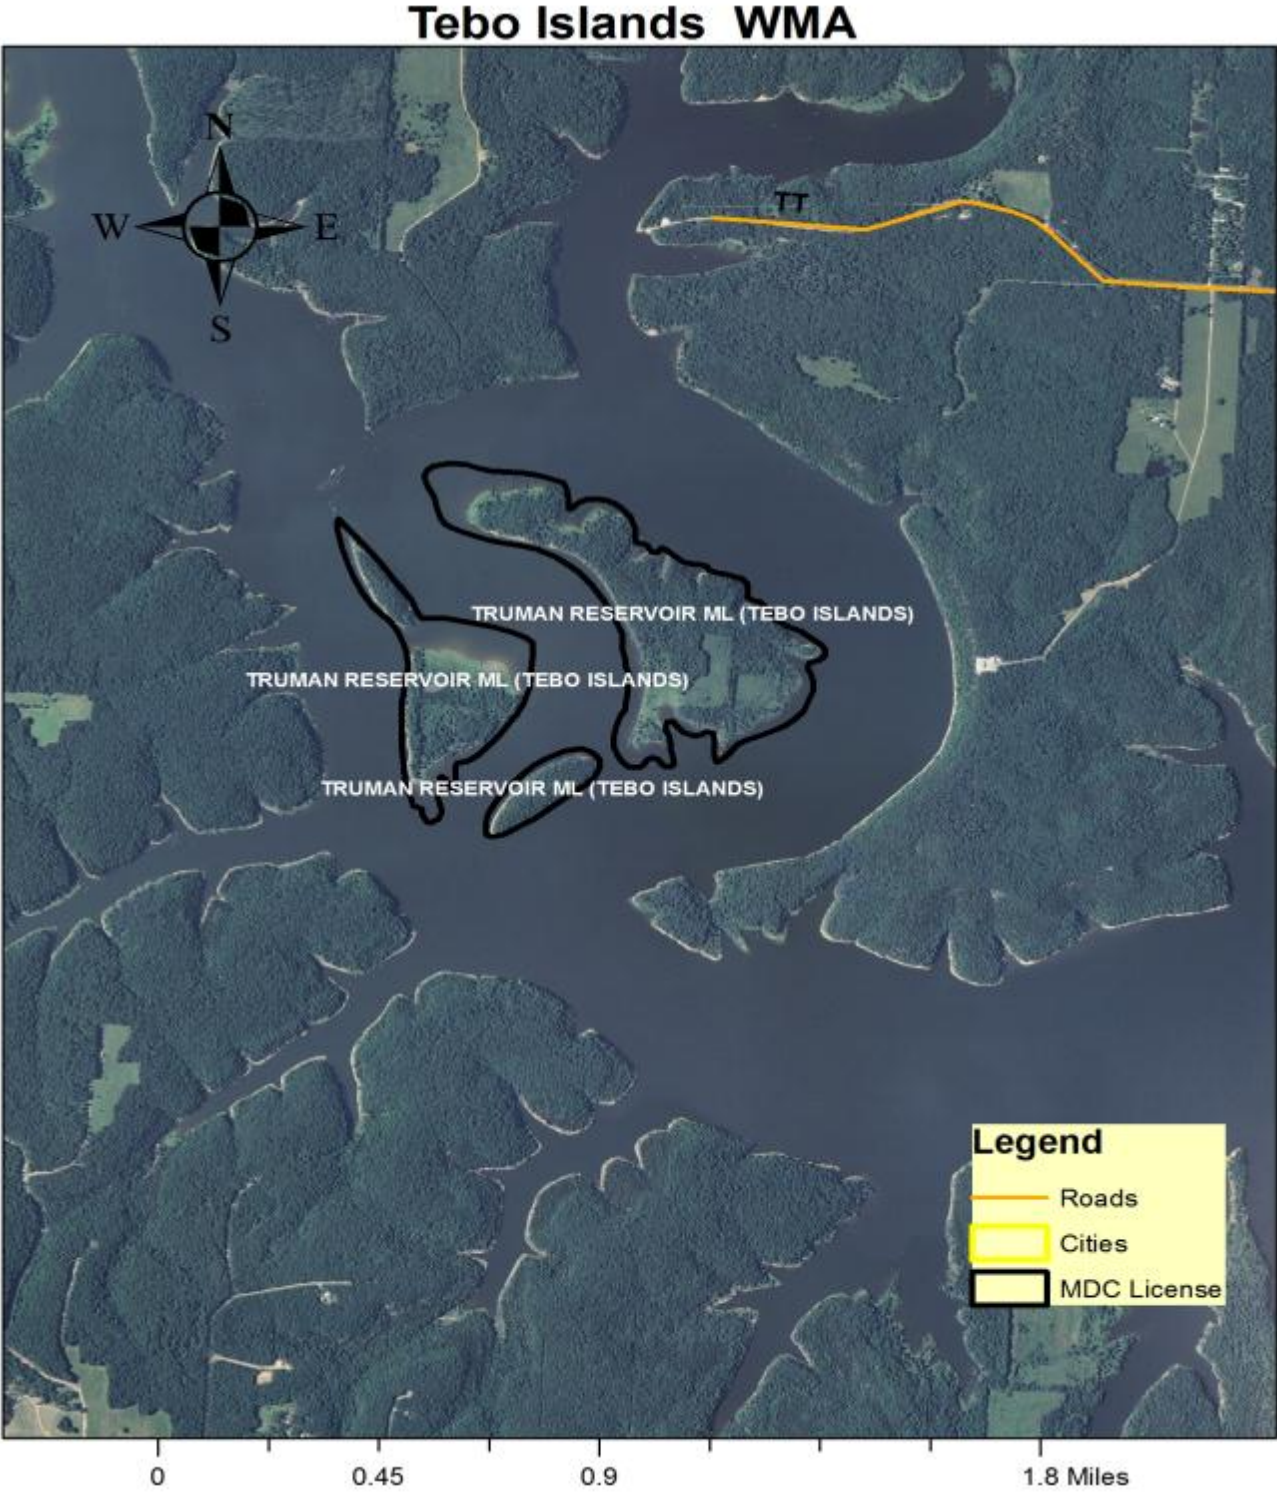 Tebo Islands WMA
N
W E
S
TT
TRUMAN RESERVOIR ML (TEBO ISLANDS)
TRUMAN RESERVOIR ML (TEBO ISLANDS)
TRUMAN RESERVOIR ML (TEBO ISLANDS)
Legend
Roads
Cities
MDC License
0 0.45 0.9 1.8 Miles